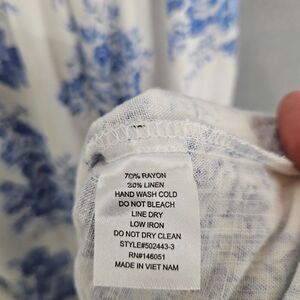 70% RAYON
30% LINEN
HAND WASH COLD
DO NOT BLEACH
LINE DRY
LOW IRON
DO NOT DRY CLEAN
STYLE#502443-3
RN#146051
MADE IN VIET NAM